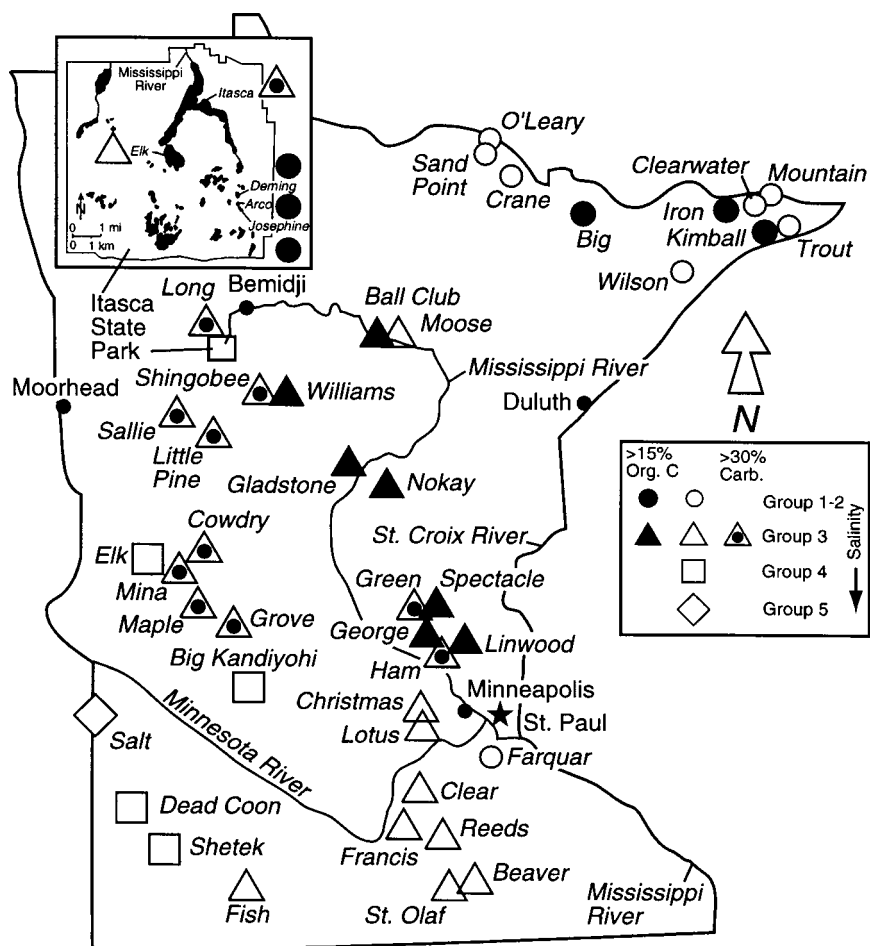 Mississippi
River
Itasca
Elk
Deming
Arco
Josephine
N
0 1 mi
0 1 km
O'Leary
Sand
Point
Crane
Clearwater
Mountain
Iron
Kimball
Trout
Big
Wilson
Itasca
State
Park
Long
Bemidji
Ball Club
Moose
Mississippi River
Moorhead
Shingobee
Williams
Duluth
N
Sallie
Little
Pine
Gladstone
Nokay
>15%
Org. C
>30%
Carb.
Group 1-2
Group 3
Group 4
Group 5
Salinity
Cowdry
Elk
Mina
Maple
Grove
St. Croix River
Green
Spectacle
George
Linwood
Ham
Big Kandiyohi
Christmas
Minneapolis
Lotus
St. Paul
Salt
Minnesota River
Farquar
Dead Coon
Clear
Shetek
Francis
Reeds
Fish
St. Olaf
Beaver
Mississippi
River